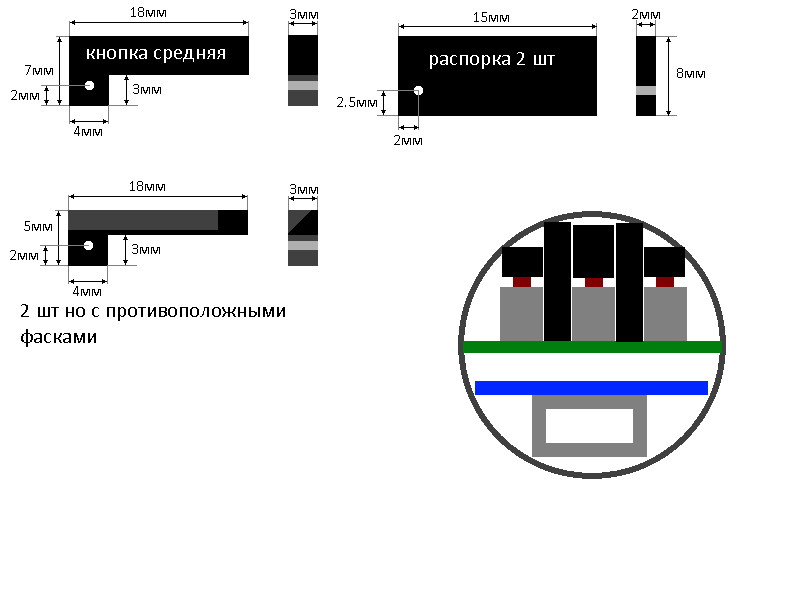 18мм
3мм
15мм
2мм
кнопка средняя
распорка 2 шт
7мм
2мм
3мм
8мм
2.5мм
4мм
2мм
18мм
3мм
5мм
2мм
3мм
4мм
2 шт но с противоположными
фасками